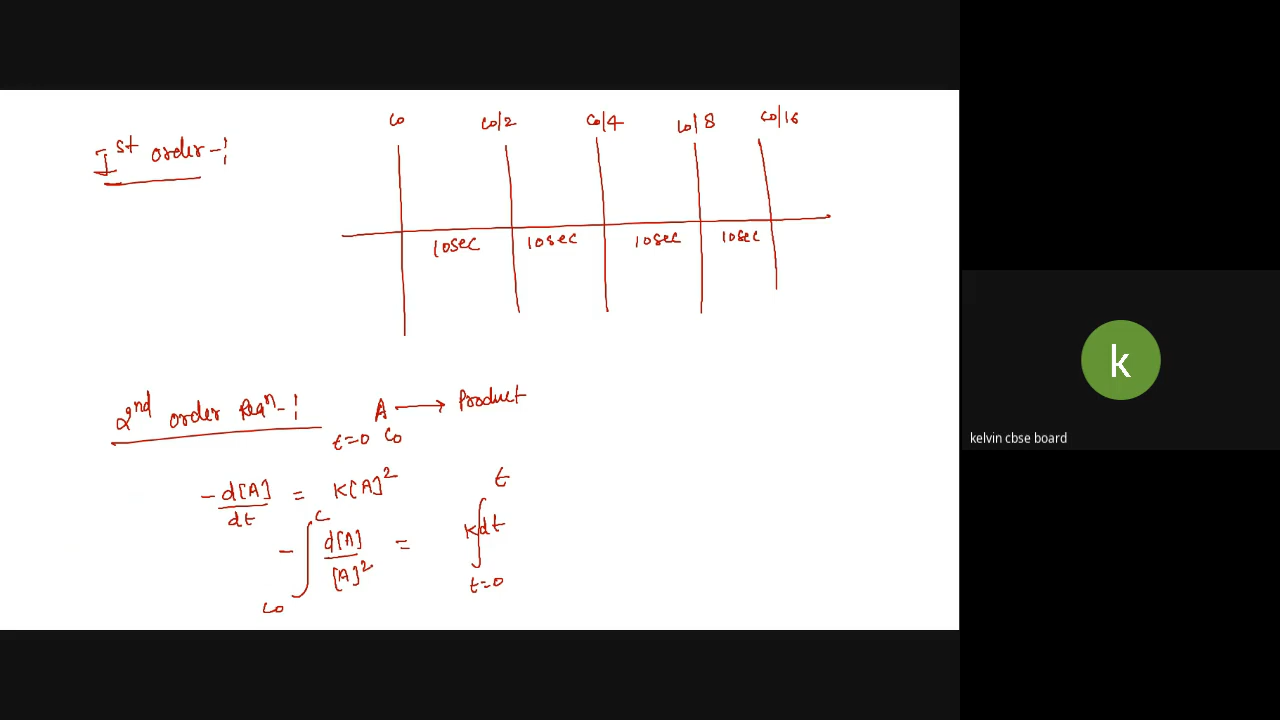 Co Co/2 Co/4 Co/8 Co/16
Ist order-!
10sec 10sec 10sec 10sec
2nd order Reaⁿ-! A ⟶ Product
t=0 Co
-d[A]/dt = K[A]²
-∫ d[A]/[A]² = ∫ Kdt
C t
Co t=0
k
kelvin cbse board